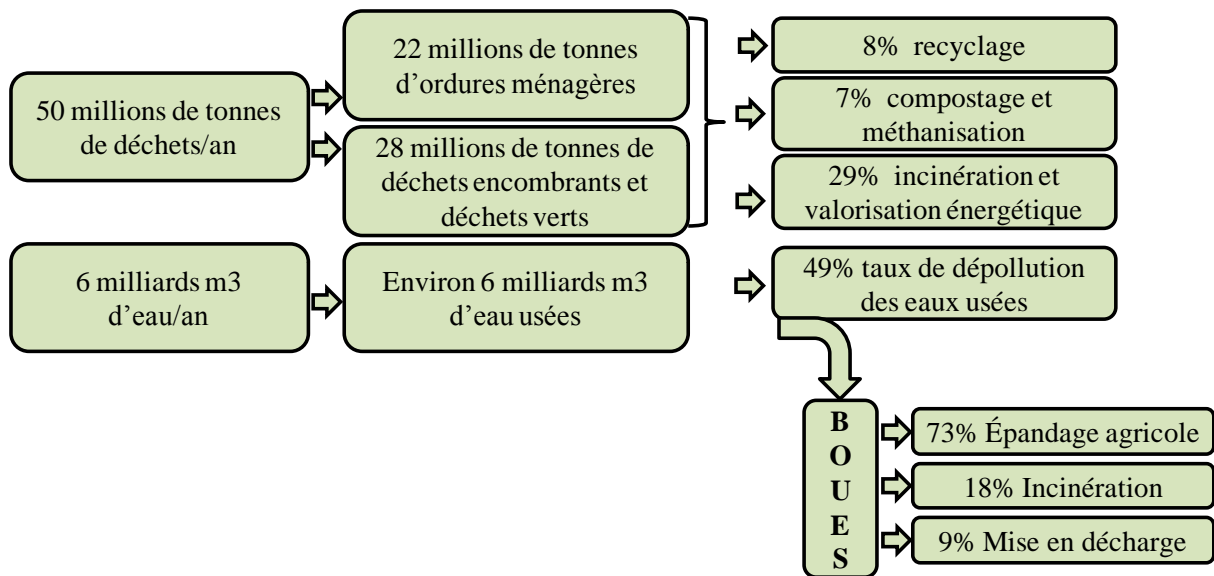 50 millions de tonnes
de déchets/an
22 millions de tonnes
d’ordures ménagères
28 millions de tonnes de
déchets encombrants et
déchets verts
8% recyclage
7% compostage et
méthanisation
29% incinération et
valorisation énergétique
6 milliards m3
d’eau/an
Environ 6 milliards m3
d’eau usées
49% taux de dépollution
des eaux usées
B
O
U
E
S
73% Épandage agricole
18% Incinération
9% Mise en décharge